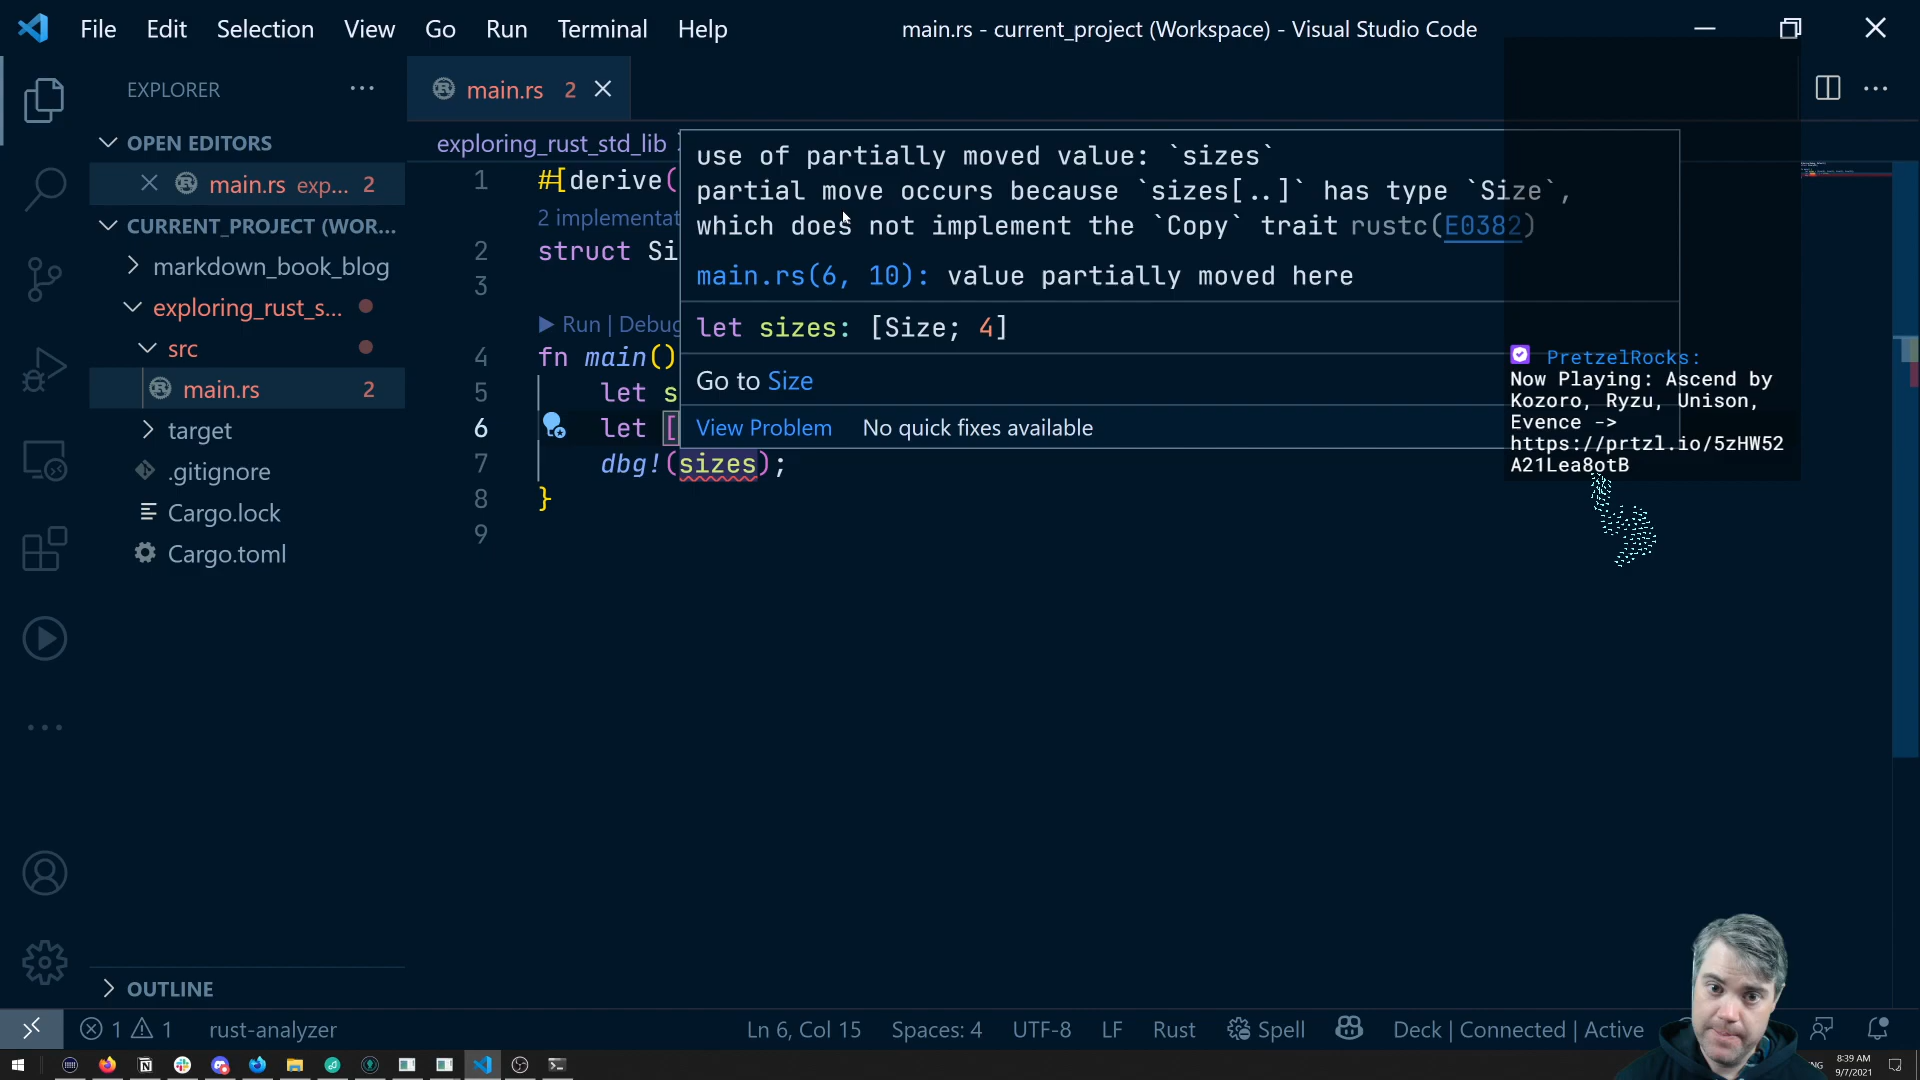 File Edit Selection View Go Run Terminal Help
main.rs - current_project (Workspace) - Visual Studio Code
EXPLORER
OPEN EDITORS
main.rs exp... 2
CURRENT_PROJECT (WOR...
markdown_book_blog
exploring_rust_s...
src
main.rs 2
target
.gitignore
Cargo.lock
Cargo.toml
OUTLINE
main.rs 2
exploring_rust_std_lib
1 #[derive(
2 implementat
2 struct Si
3
Run | Debug
4 fn main()
5 let s
6 let [
7 dbg!(sizes);
8 }
9
use of partially moved value: `sizes`
partial move occurs because `sizes[..]` has type `Size`,
which does not implement the `Copy` trait rustc(E0382)
main.rs(6, 10): value partially moved here
let sizes: [Size; 4]
Go to Size
View Problem No quick fixes available
PretzelRocks:
Now Playing: Ascend by
Kozoro, Ryzu, Unison,
Evence ->
https://prtzl.io/5zHW52
A21Lea8otB
1 1 rust-analyzer
Ln 6, Col 15 Spaces: 4 UTF-8 LF Rust Spell Deck | Connected | Active
8:39 AM
9/7/2021